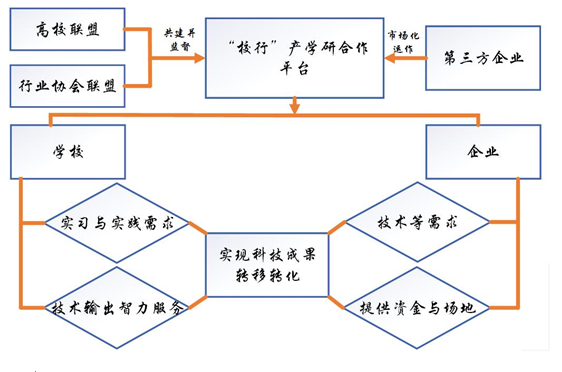 高校联盟
共建并
监督
“校行”产学研合作
平台
市场化
运作
第三方企业
行业协会联盟
学校
企业
实习与实践需求
技术等需求
实现科技成果
转移转化
技术输出智力服务
提供资金与场地